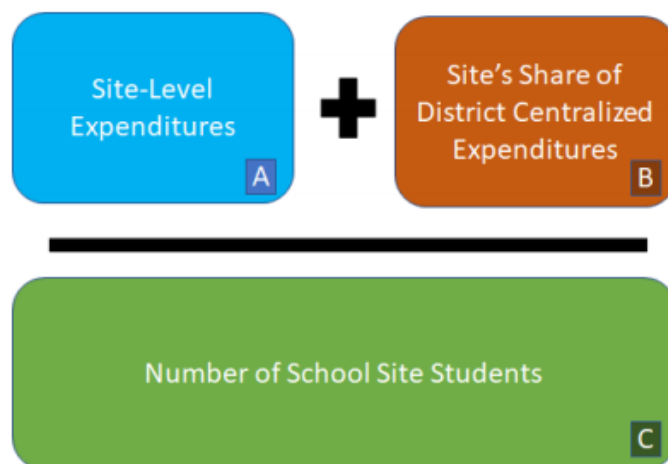 Site-Level
Expenditures
A
Site's Share of
District Centralized
Expenditures
B
Number of School Site Students
C